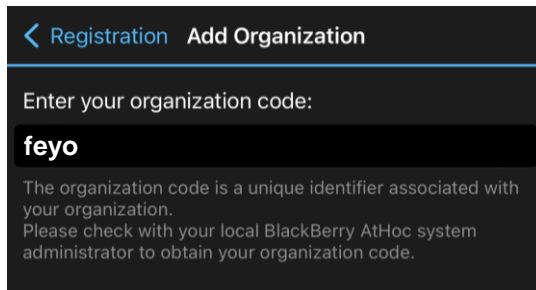 Registration Add Organization
Enter your organization code:
feyo
The organization code is a unique identifier associated with
your organization.
Please check with your local BlackBerry AtHoc system
administrator to obtain your organization code.